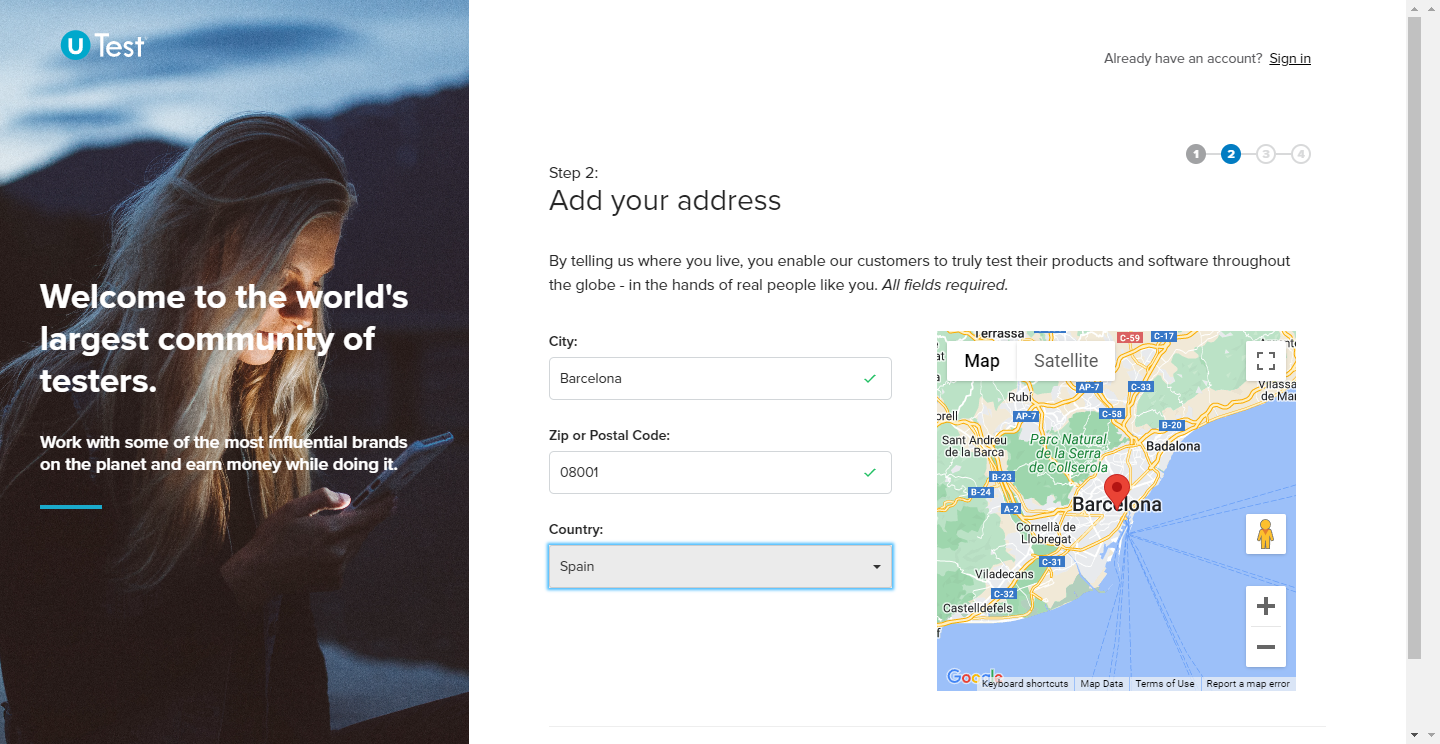 U Test
Already have an account? Sign in
1 2 3 4
Step 2:
Add your address
Welcome to the world's
largest community of
testers.
Work with some of the most influential brands
on the planet and earn money while doing it.
By telling us where you live, you enable our customers to truly test their products and software throughout
the globe - in the hands of real people like you. All fields required.
City:
Barcelona
Zip or Postal Code:
08001
Country:
Spain
Terrassa
C-59
C-17
Map
Satellite
AP-7
C-33
Rubí
AP-7
C-58
B-20
Sant Andreu
de la Barca
Parc Natural
de la Serra
de Collserola
Badalona
B-23
B-24
A-2
Barcelona
Cornellà de
Llobregat
C-31
Viladecans
C-32
Castelldefels
Google
Keyboard shortcuts
Map Data
Terms of Use
Report a map error